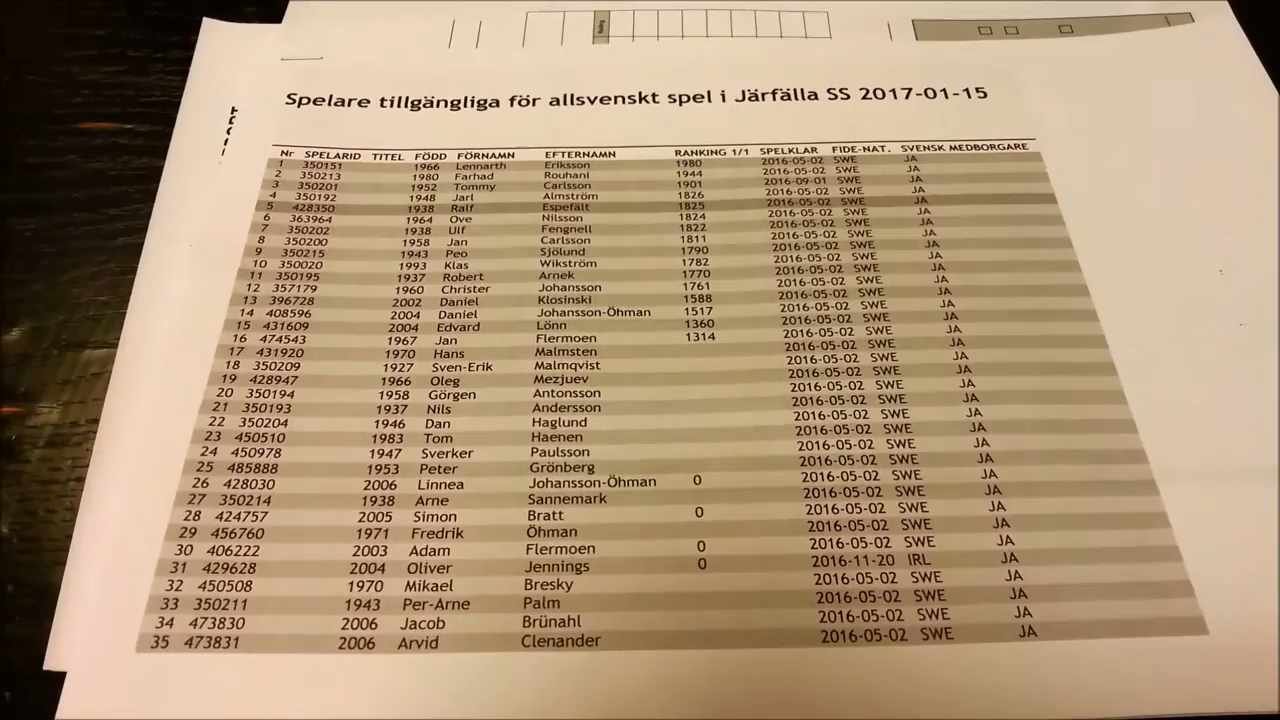 Spelare tillgängliga för allsvenskt spel i Järfälla SS 2017-01-15
Nr SPELARID TITEL FÖDD FÖRNAMN EFTERNAMN RANKING 1/1 SPELKLAR FIDE-NAT. SVENSK MEDBORGARE
1 350151 1966 Lennarth Eriksson 1980 2016-05-02 SWE JA
2 350213 1980 Farhad Rouhani 1944 2016-05-02 SWE JA
3 350201 1952 Tommy Carlsson 1901 2016-09-01 SWE JA
4 350192 1948 Jarl Almström 1826 2016-05-02 SWE JA
5 428350 1938 Ralf Espefält 1825 2016-05-02 SWE JA
6 363964 1964 Ove Nilsson 1824 2016-05-02 SWE JA
7 350202 1938 Ulf Fengnell 1822 2016-05-02 SWE JA
8 350200 1958 Jan Carlsson 1811 2016-05-02 SWE JA
9 350215 1943 Peo Sjölund 1790 2016-05-02 SWE JA
10 350020 1993 Klas Wikström 1782 2016-05-02 SWE JA
11 350195 1937 Robert Arnek 1770 2016-05-02 SWE JA
12 357179 1960 Christer Johansson 1761 2016-05-02 SWE JA
13 396728 2002 Daniel Klosinski 1588 2016-05-02 SWE JA
14 408596 2004 Daniel Johansson-Öhman 1517 2016-05-02 SWE JA
15 431609 2004 Edvard Lönn 1360 2016-05-02 SWE JA
16 474543 1967 Jan Flermoen 1314 2016-05-02 SWE JA
17 431920 1970 Hans Malmsten 2016-05-02 SWE JA
18 350209 1927 Sven-Erik Malmqvist 2016-05-02 SWE JA
19 428947 1966 Oleg Mezjuev 2016-05-02 SWE JA
20 350194 1958 Görgen Antonsson 2016-05-02 SWE JA
21 350193 1937 Nils Andersson 2016-05-02 SWE JA
22 350204 1946 Dan Haglund 2016-05-02 SWE JA
23 450510 1983 Tom Haenen 2016-05-02 SWE JA
24 450978 1947 Sverker Paulsson 2016-05-02 SWE JA
25 485888 1953 Peter Grönberg 2016-05-02 SWE JA
26 428030 2006 Linnea Johansson-Öhman 0 2016-05-02 SWE JA
27 350214 1938 Arne Sannemark 2016-05-02 SWE JA
28 424757 2005 Simon Bratt 0 2016-05-02 SWE JA
29 456760 1971 Fredrik Öhman 2016-05-02 SWE JA
30 406222 2003 Adam Flermoen 0 2016-05-02 SWE JA
31 429628 2004 Oliver Jennings 0 2016-11-20 IRL JA
32 450508 1970 Mikael Bresky 2016-05-02 SWE JA
33 350211 1943 Per-Arne Palm 2016-05-02 SWE JA
34 473830 2006 Jacob Brünahl 2016-05-02 SWE JA
35 473831 2006 Arvid Clenander 2016-05-02 SWE JA